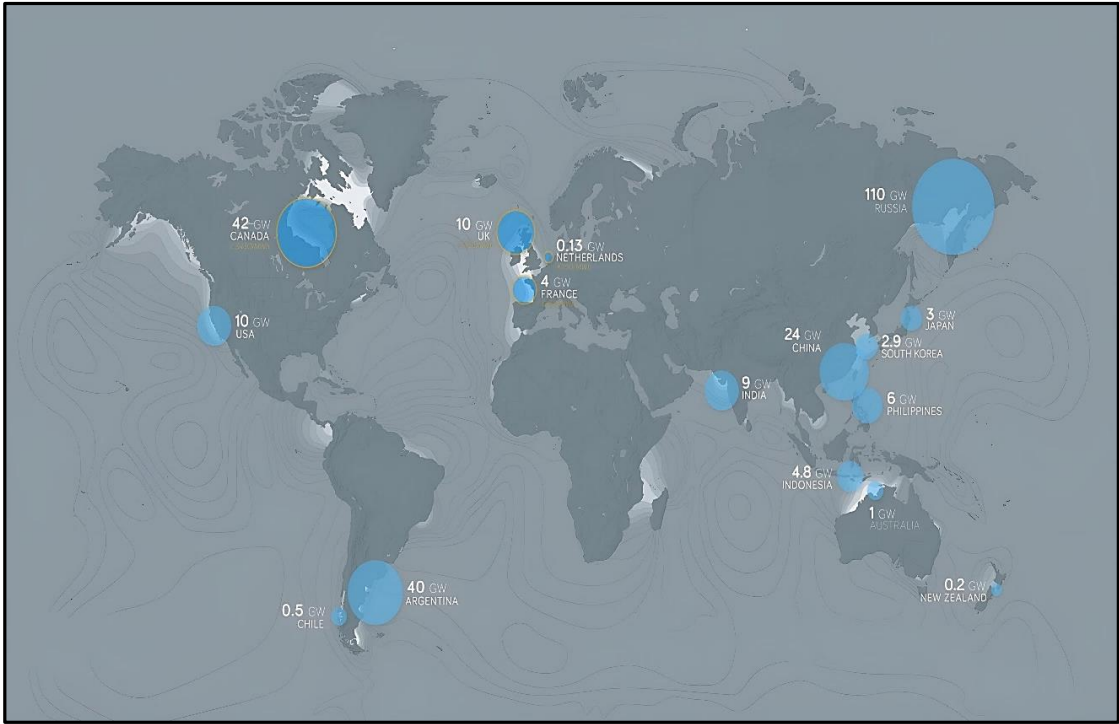 42 GW
CANADA
10 GW
USA
10 GW
UK
0.13 GW
NETHERLANDS
4 GW
FRANCE
110 GW
RUSSIA
3 GW
JAPAN
24 GW
CHINA
2.9 GW
SOUTH KOREA
9 GW
INDIA
6 GW
PHILIPPINES
4.8 GW
INDONESIA
1 GW
AUSTRALIA
40 GW
ARGENTINA
0.5 GW
CHILE
0.2 GW
NEW ZEALAND